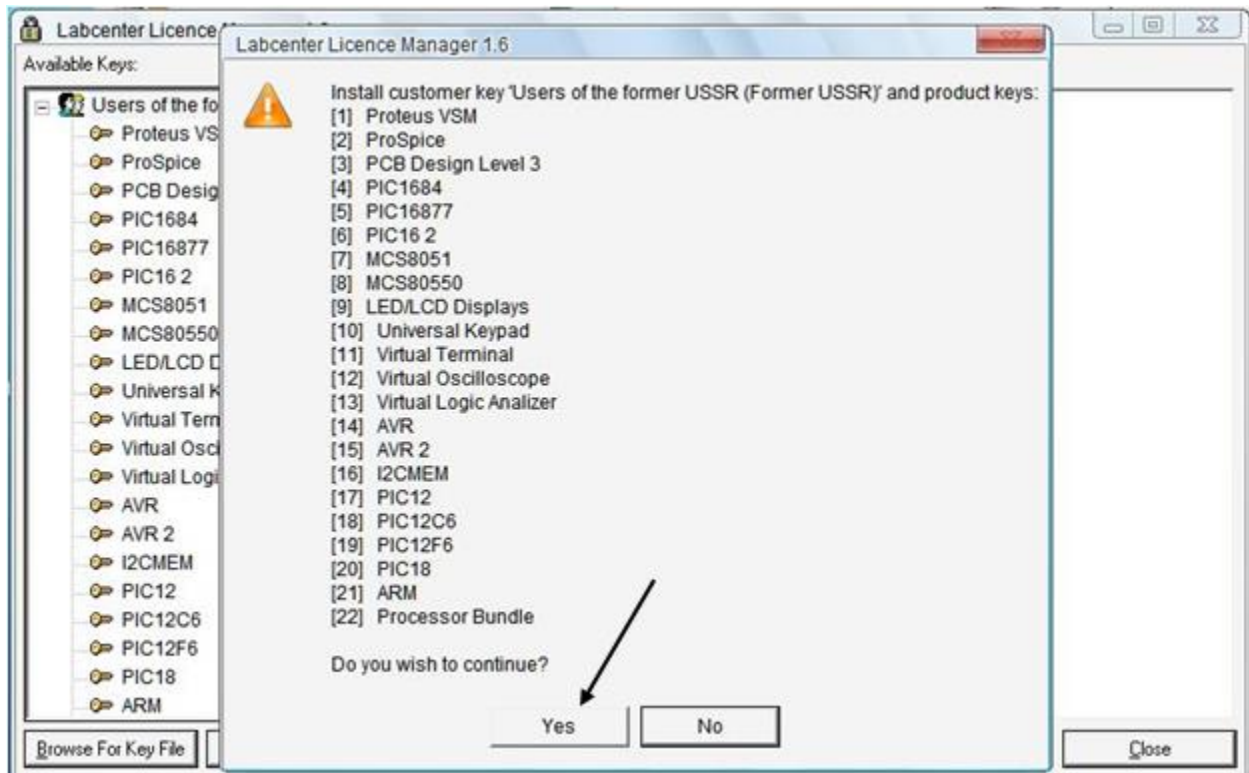 Labcenter Licence
Available Keys:
Users of the fo
Proteus VS
ProSpice
PCB Desig
PIC1684
PIC16877
PIC16 2
MCS8051
MCS80550
LED/LCD D
Universal K
Virtual Tern
Virtual Osci
Virtual Logi
AVR
AVR 2
I2CMEM
PIC12
PIC12C6
PIC12F6
PIC18
ARM
Browse For Key File
Close
Labcenter Licence Manager 1.6
Install customer key 'Users of the former USSR (Former USSR)' and product keys:
[1] Proteus VSM
[2] ProSpice
[3] PCB Design Level 3
[4] PIC1684
[5] PIC16877
[6] PIC16 2
[7] MCS8051
[8] MCS80550
[9] LED/LCD Displays
[10] Universal Keypad
[11] Virtual Terminal
[12] Virtual Oscilloscope
[13] Virtual Logic Analizer
[14] AVR
[15] AVR 2
[16] I2CMEM
[17] PIC12
[18] PIC12C6
[19] PIC12F6
[20] PIC18
[21] ARM
[22] Processor Bundle
Do you wish to continue?
Yes
No